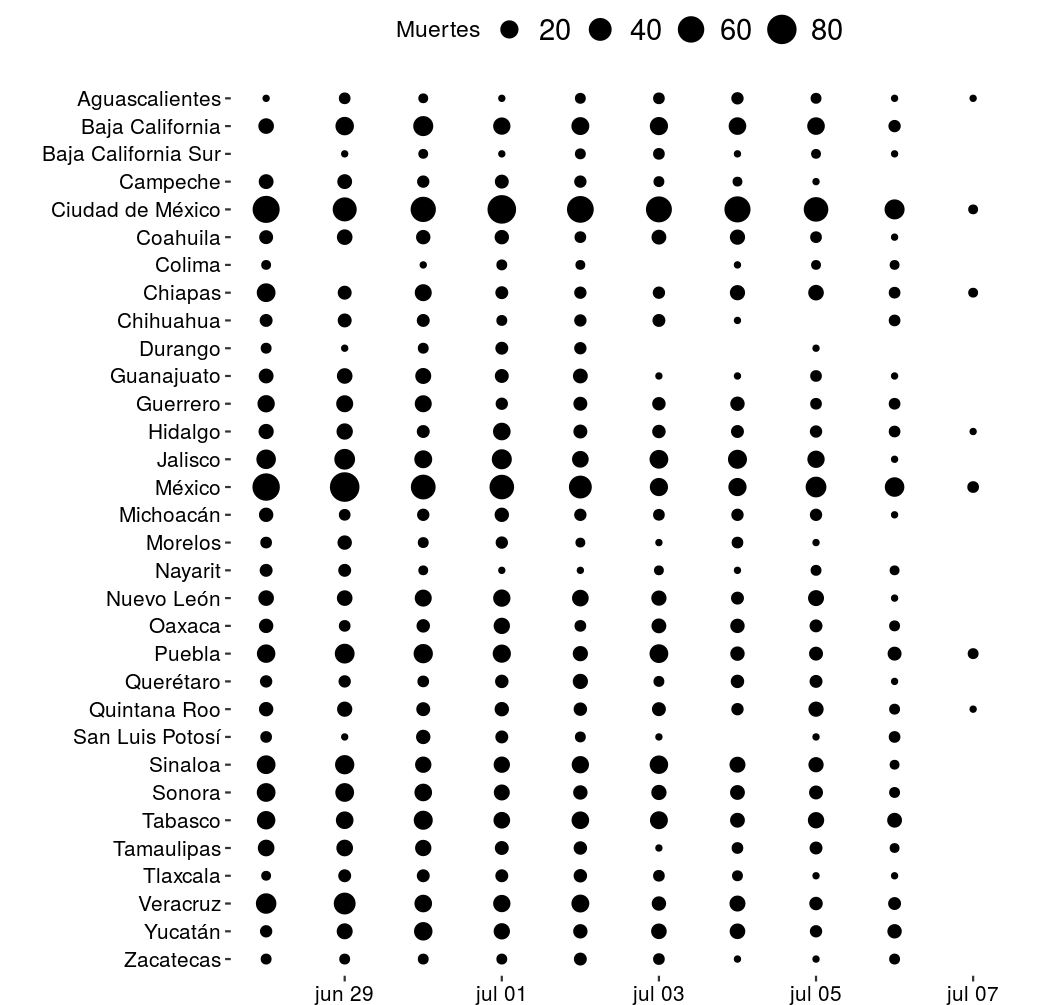 Muertes 20 40 60 80
Aguascalientes
Baja California
Baja California Sur
Campeche
Ciudad de México
Coahuila
Colima
Chiapas
Chihuahua
Durango
Guanajuato
Guerrero
Hidalgo
Jalisco
México
Michoacán
Morelos
Nayarit
Nuevo León
Oaxaca
Puebla
Querétaro
Quintana Roo
San Luis Potosí
Sinaloa
Sonora
Tabasco
Tamaulipas
Tlaxcala
Veracruz
Yucatán
Zacatecas
jun 29 jul 01 jul 03 jul 05 jul 07